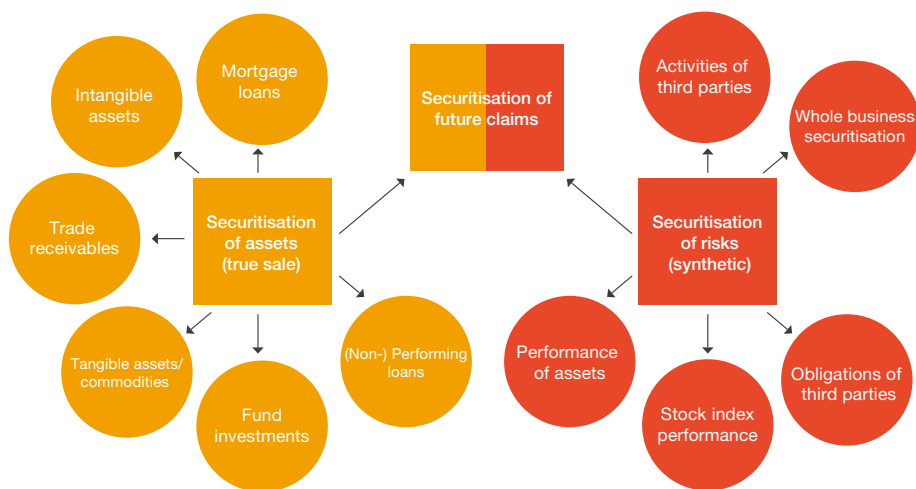 Mortgage
loans
Intangible
assets
Securitisation of
future claims
Activities of
third parties
Whole business
securitisation
Trade
receivables
Securitisation
of assets
(true sale)
Securitisation
of risks
(synthetic)
Tangible assets/
commodities
Fund
investments
(Non-) Performing
loans
Performance
of assets
Stock index
performance
Obligations of
third parties